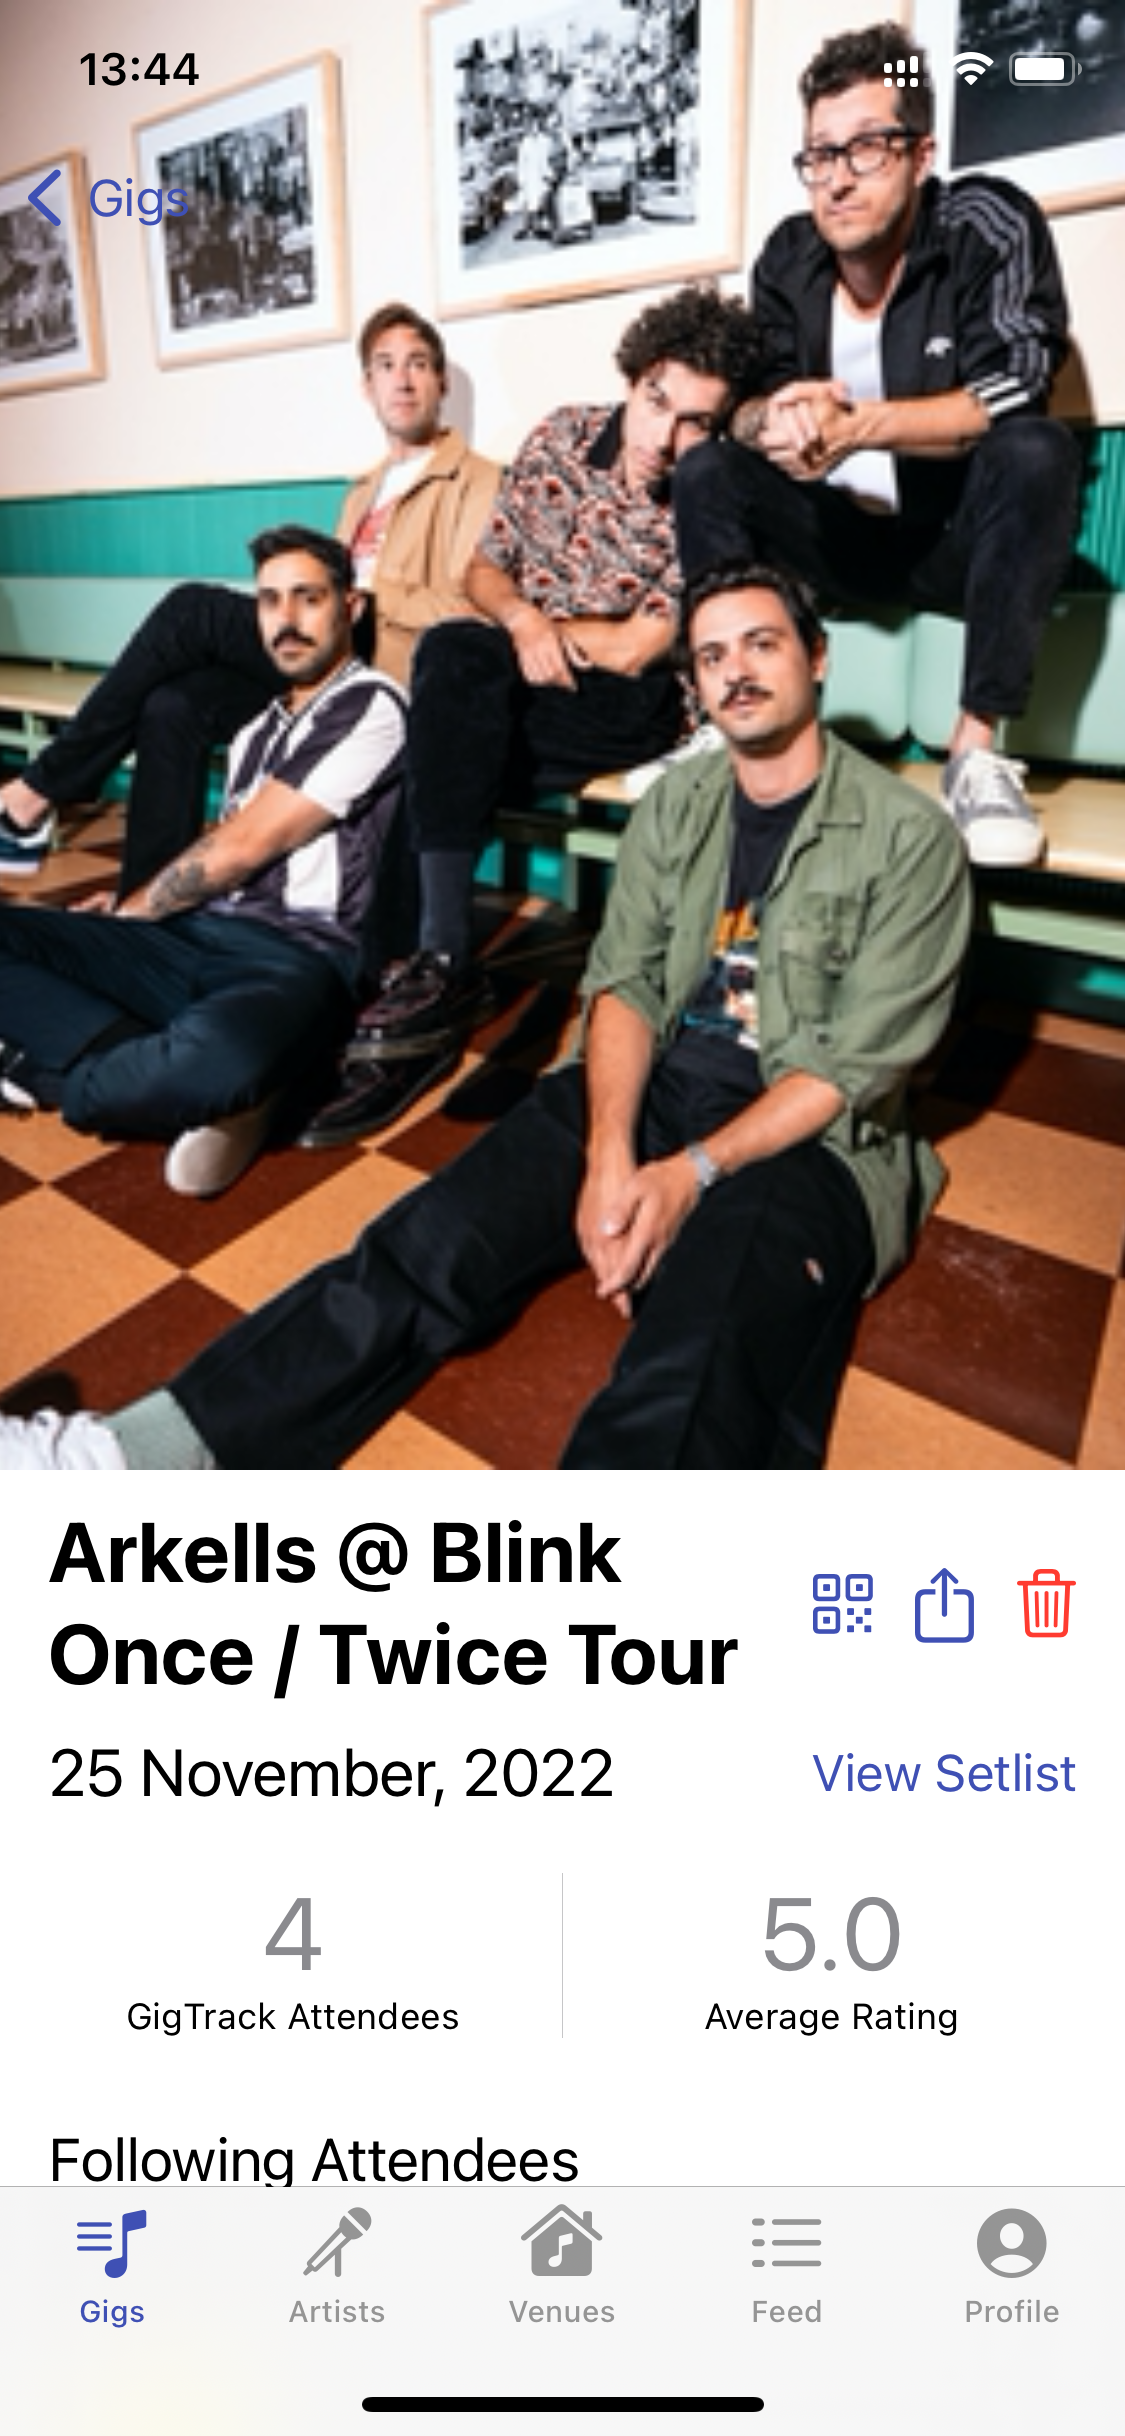 13:44
Gigs
Arkells @ Blink
Once / Twice Tour
25 November, 2022
View Setlist
4
GigTrack Attendees
5.0
Average Rating
Following Attendees
Gigs
Artists
Venues
Feed
Profile